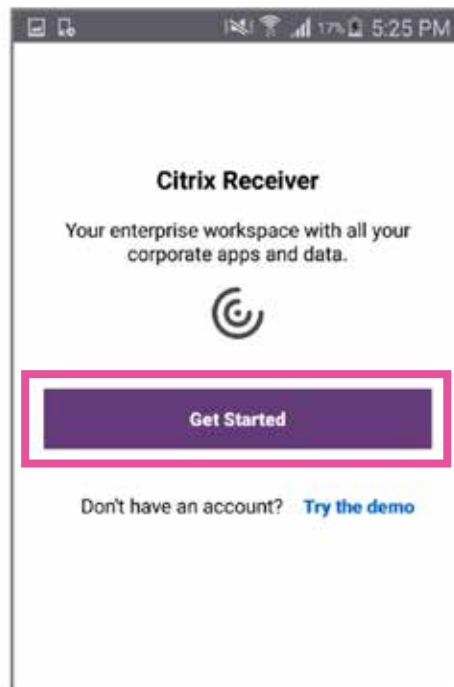 17% 5:25 PM
Citrix Receiver
Your enterprise workspace with all your
corporate apps and data.
Get Started
Don't have an account? Try the demo